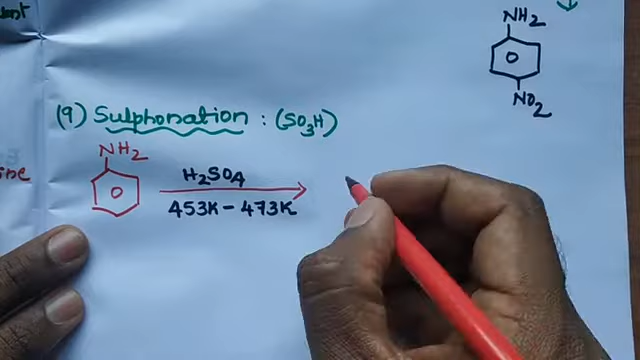 NH2
NO2
(9) Sulphonation : (SO3H)
NH2
H2SO4
453K - 473K